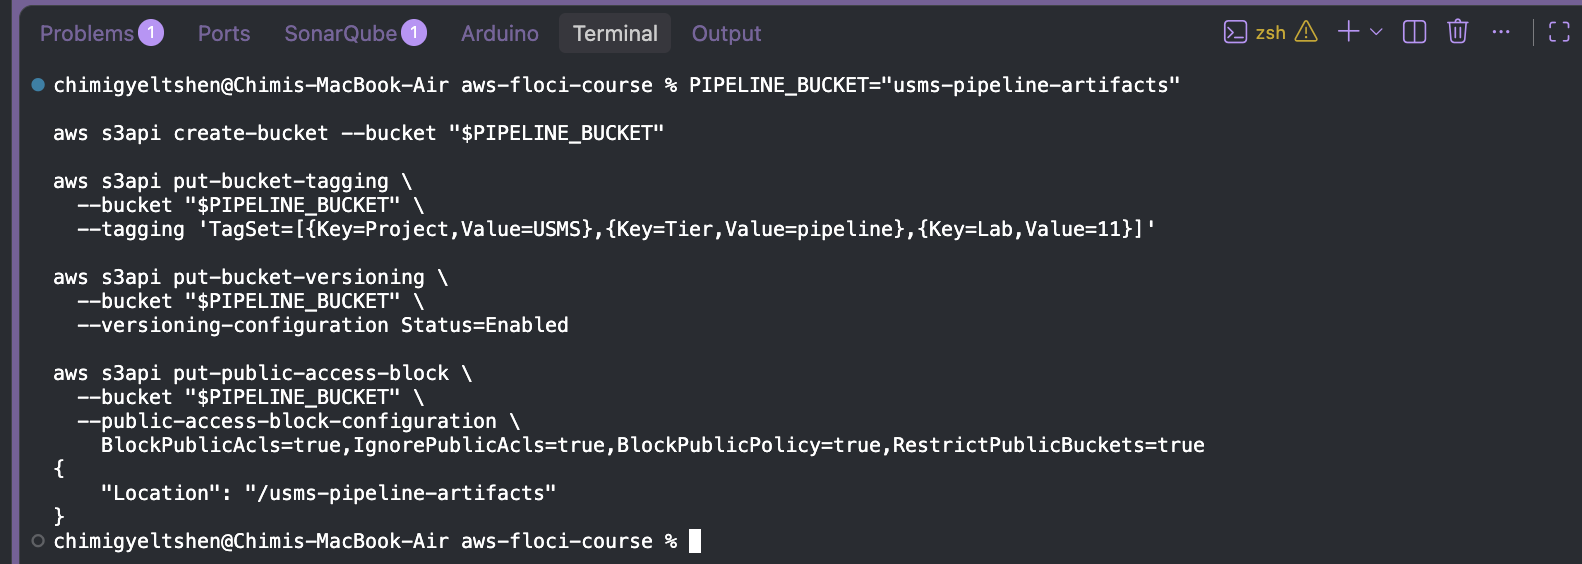 Problems 1 Ports SonarQube 1 Arduino Terminal Output zsh
chimigyeltshen@Chimis-MacBook-Air aws-floci-course % PIPELINE_BUCKET="usms-pipeline-artifacts"
aws s3api create-bucket --bucket "$PIPELINE_BUCKET"
aws s3api put-bucket-tagging \
--bucket "$PIPELINE_BUCKET" \
--tagging 'TagSet=[{Key=Project,Value=USMS},{Key=Tier,Value=pipeline},{Key=Lab,Value=11}]'
aws s3api put-bucket-versioning \
--bucket "$PIPELINE_BUCKET" \
--versioning-configuration Status=Enabled
aws s3api put-public-access-block \
--bucket "$PIPELINE_BUCKET" \
--public-access-block-configuration \
BlockPublicAcls=true,IgnorePublicAcls=true,BlockPublicPolicy=true,RestrictPublicBuckets=true
{
"Location": "/usms-pipeline-artifacts"
}
chimigyeltshen@Chimis-MacBook-Air aws-floci-course %